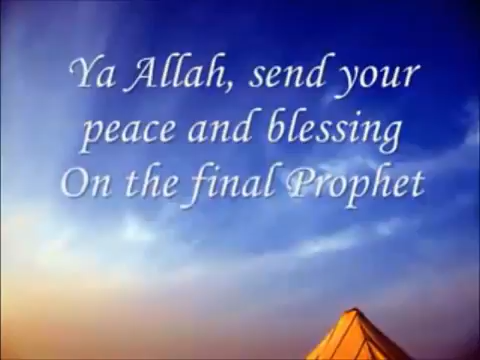 Ya Allah, send your
peace and blessing
On the final Prophet